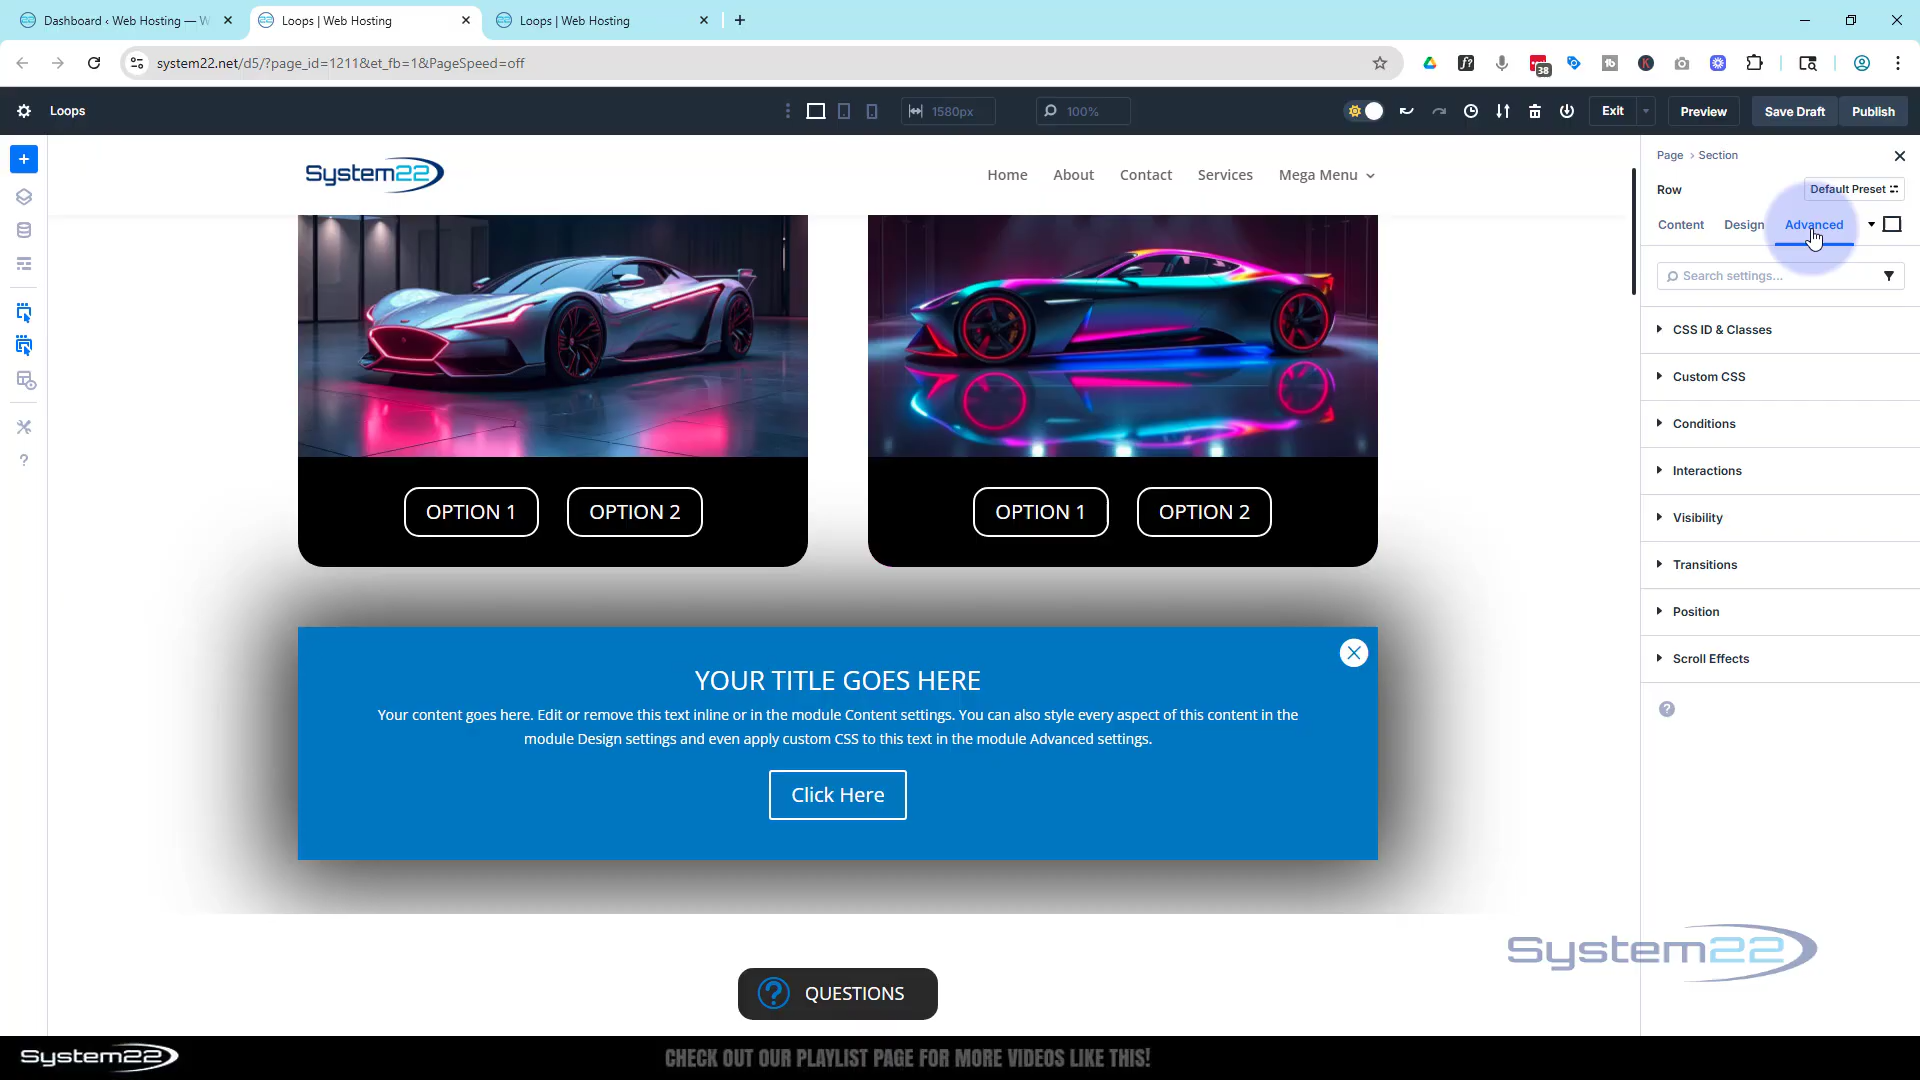 Dashboard ‹ Web Hosting — W
Loops | Web Hosting
Loops | Web Hosting
system22.net/d5/?page_id=1211&et_fb=1&PageSpeed=off
38
Loops
1580px
100%
Exit
Preview
Save Draft
Publish
System22
Home
About
Contact
Services
Mega Menu
Page › Section
Row
Default Preset
Content
Design
Advanced
Search settings...
CSS ID & Classes
Custom CSS
Conditions
Interactions
Visibility
Transitions
Position
Scroll Effects
OPTION 1
OPTION 2
OPTION 1
OPTION 2
YOUR TITLE GOES HERE
Your content goes here. Edit or remove this text inline or in the module Content settings. You can also style every aspect of this content in the
module Design settings and even apply custom CSS to this text in the module Advanced settings.
Click Here
System22
QUESTIONS
System22
CHECK OUT OUR PLAYLIST PAGE FOR MORE VIDEOS LIKE THIS!